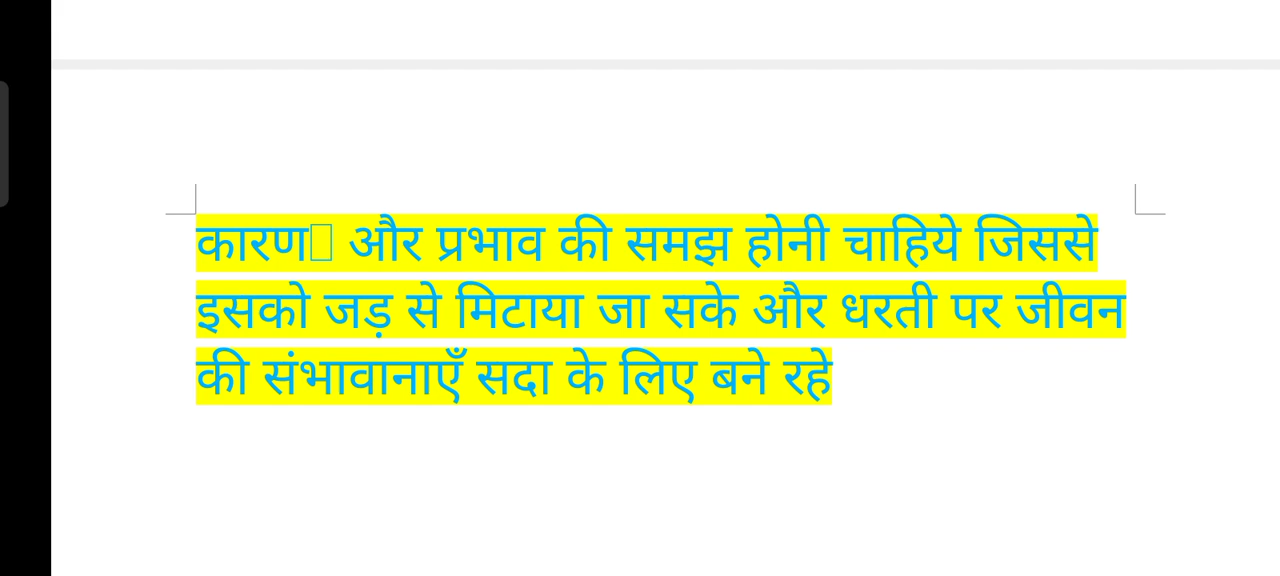 कारण और प्रभाव की समझ होनी चाहिये जिससे
इसको जड़ से मिटाया जा सके और धरती पर जीवन
की संभावानाएँ सदा के लिए बने रहे